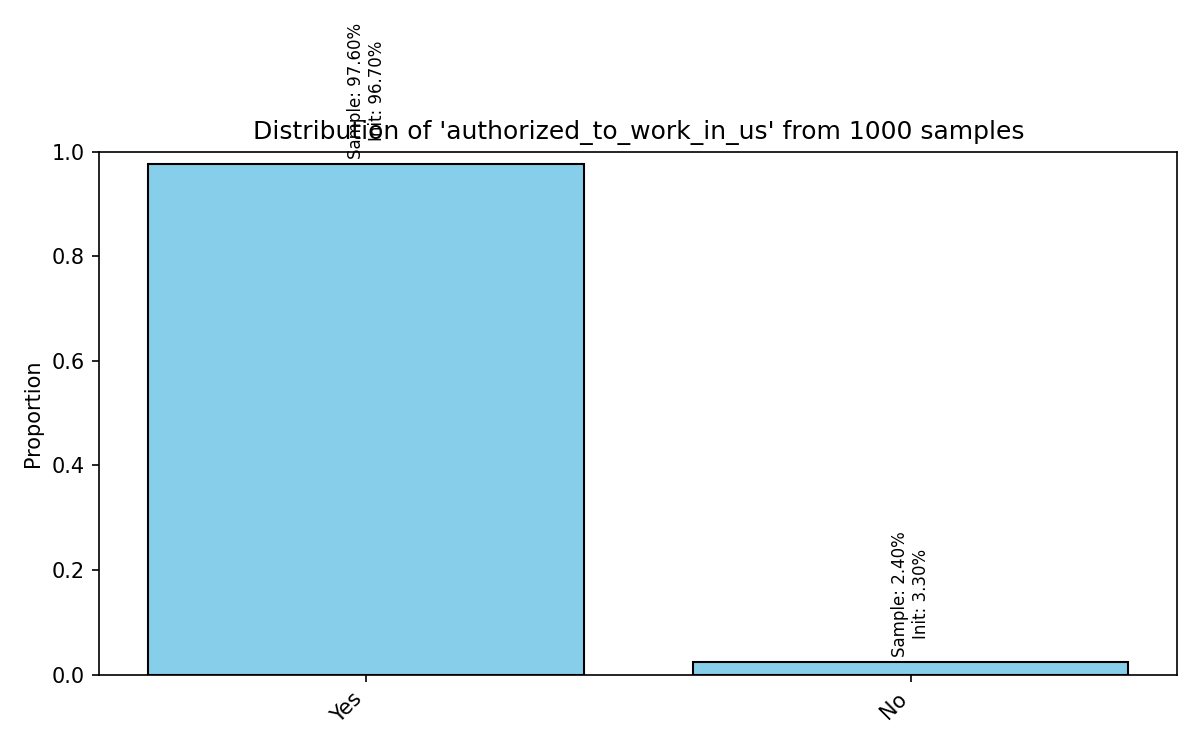 Sample: 97.60%
Init: 96.70%
Distribution of 'authorized_to_work_in_us' from 1000 samples
1.0
0.8
0.6
0.4
0.2
0.0
Proportion
Sample: 2.40%
Init: 3.30%
Yes
No